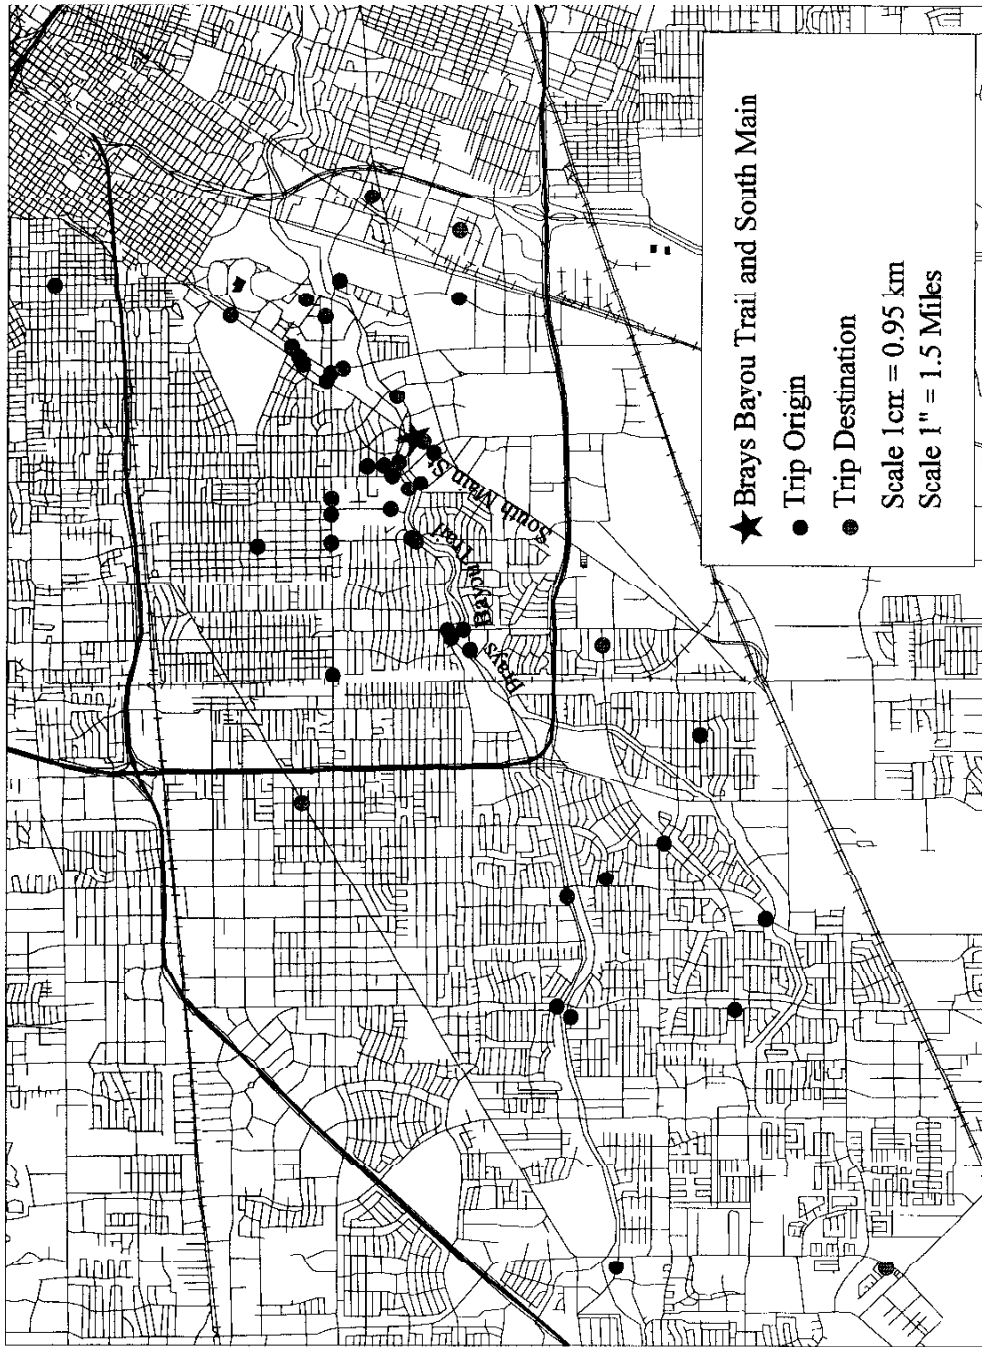 South Main St
Brays Bayou Trail
Brays Bayou Trail and South Main
Trip Origin
Trip Destination
Scale 1cm = 0.95 km
Scale 1" = 1.5 Miles